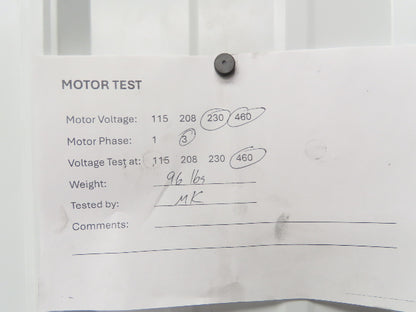 MOTOR TEST
Motor Voltage: 115 208 230 460
Motor Phase: 1 3
Voltage Test at: 115 208 230 460
Weight: 96 lbs
Tested by: MK
Comments: